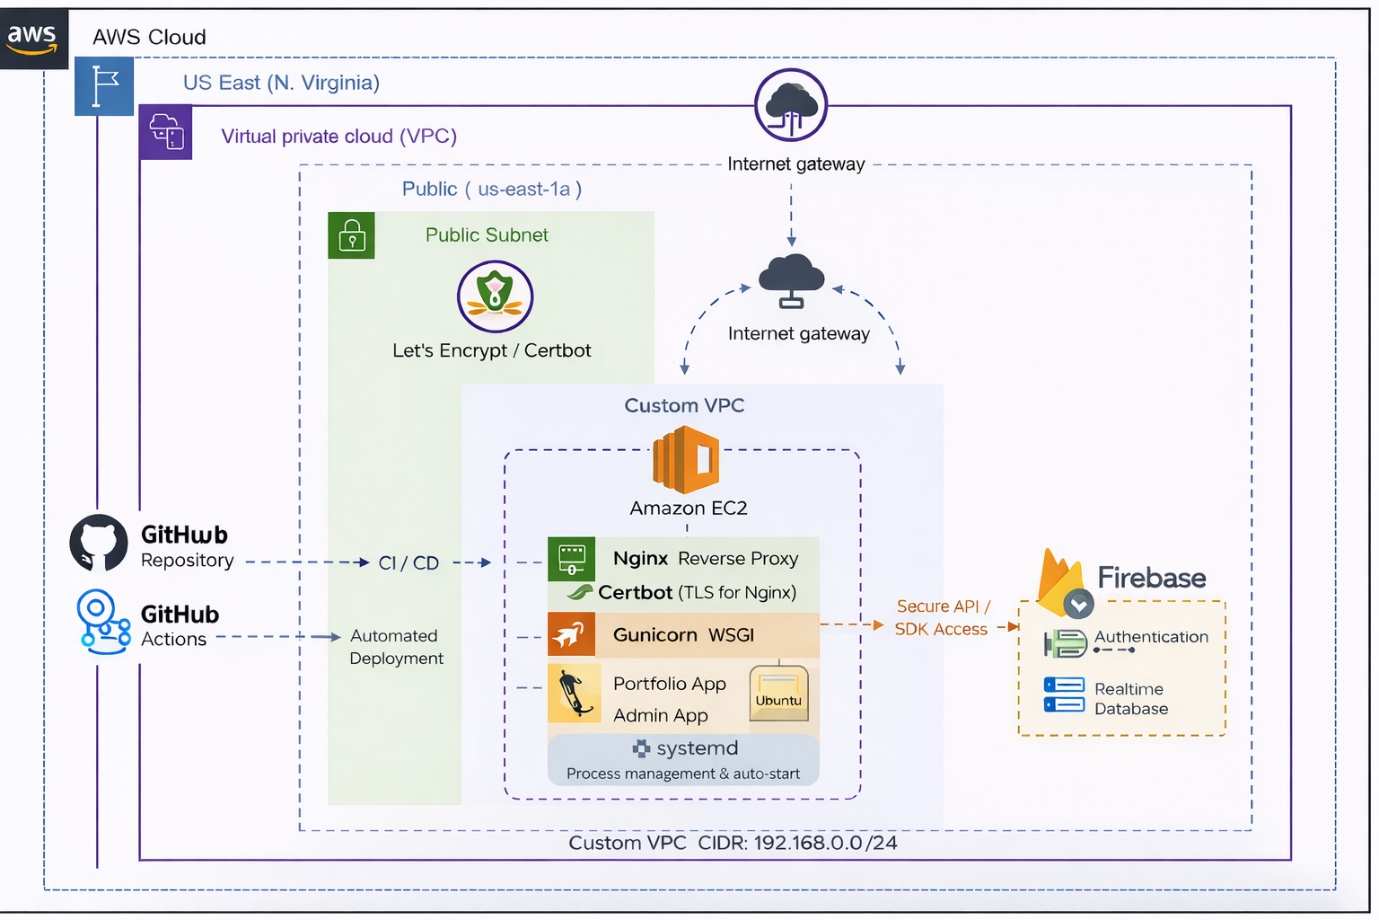 aws
AWS Cloud
US East (N. Virginia)
Virtual private cloud (VPC)
Internet gateway
Public ( us-east-1a )
Public Subnet
Let's Encrypt / Certbot
Internet gateway
Custom VPC
Amazon EC2
GitHub
Repository
CI / CD
GitHub
Actions
Automated
Deployment
Nginx Reverse Proxy
Certbot (TLS for Nginx)
Gunicorn WSGI
Portfolio App
Admin App
Ubuntu
systemd
Process management & auto-start
Secure API /
SDK Access
Firebase
Authentication
Realtime
Database
Custom VPC CIDR: 192.168.0.0/24